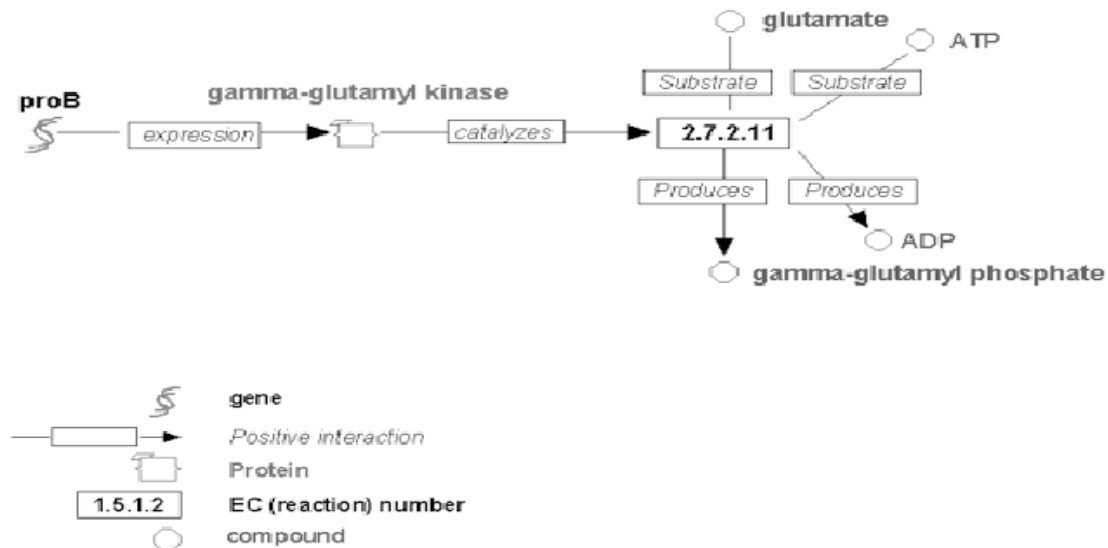 glutamate
ATP
Substrate
Substrate
proB
gamma-glutamyl kinase
expression
catalyzes
2.7.2.11
Produces
Produces
ADP
gamma-glutamyl phosphate
gene
Positive interaction
Protein
1.5.1.2
EC (reaction) number
compound